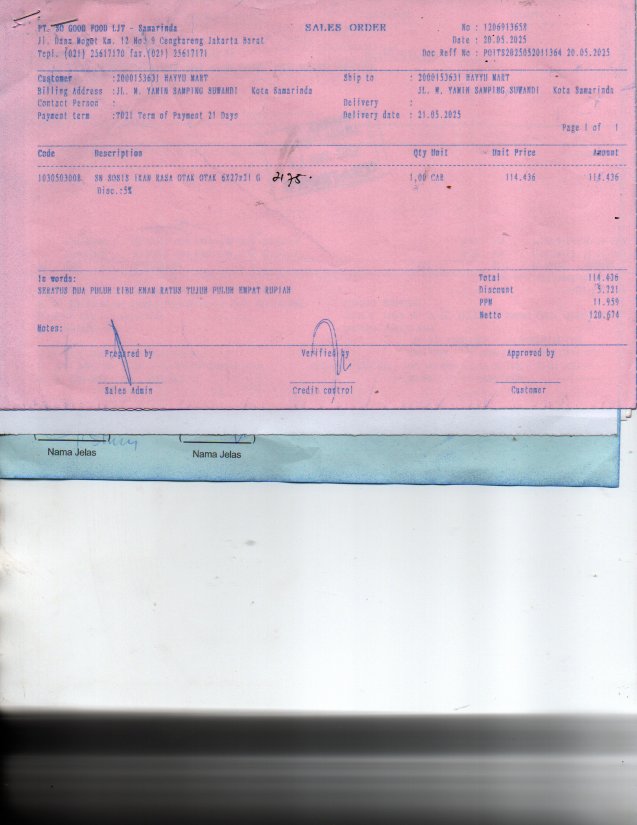 PT. SO GOOD FOOD LJT - Samarinda
SALES ORDER
No : 1206913658
Jl. Daan Mogot Km. 12 No. 9 Cengkareng Jakarta Barat
Date : 20.05.2025
Telp. (021) 23617170 fax.(021) 23617171
Doc Reff No : POITS2025052011364 20.05.2025
Customer :2000153631 HAYYU MART
Ship to : 2000153631 HAYYU MART
Billing Address :JL. M. YAMIN SAMPING SUWANDI Kota Samarinda
JL. M. YAMIN SAMPING SUWANDI Kota Samarinda
Contact Person :
Delivery :
Payment term :7021 Term of Payment 21 Days
Delivery date : 21.05.2025
Page 1 of 1
Code Description Qty Unit Unit Price Amount
1030503008 SN SOSIS IKAN RASA OTAK OTAK 6X27x21 G 2175. 1,00 CAR 114.436 114.436
Disc.:5%
In words:
SERATUS DUA PULUH RIBU ENAM RATUS TUJUH PULUH EMPAT RUPIAH
Total 114.436
Discount 5.721
PPN 11.959
Netto 120.674
Notes:
Prepared by Verified by Approved by
Sales Admin Credit control Customer
Nama Jelas Nama Jelas